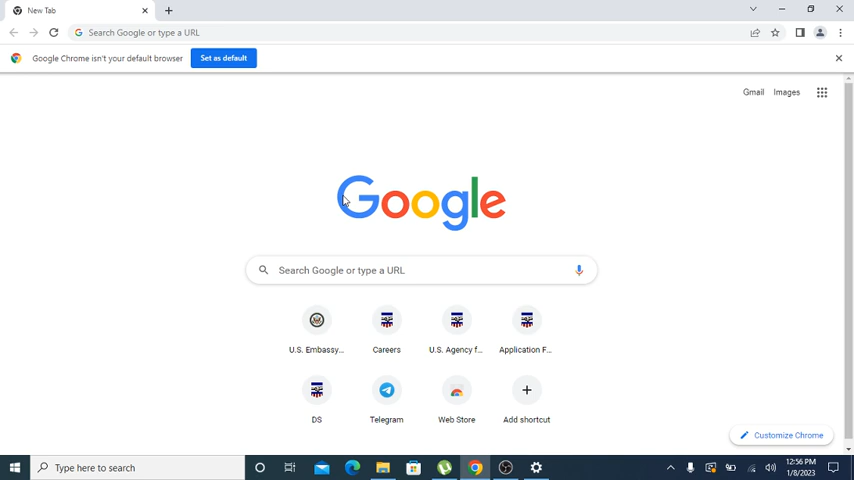 New Tab
Search Google or type a URL
Google Chrome isn't your default browser
Set as default
Gmail
Images
Google
Search Google or type a URL
U.S. Embassy...
Careers
U.S. Agency f...
Application F...
DS
Telegram
Web Store
Add shortcut
Customize Chrome
Type here to search
12:56 PM
1/8/2023